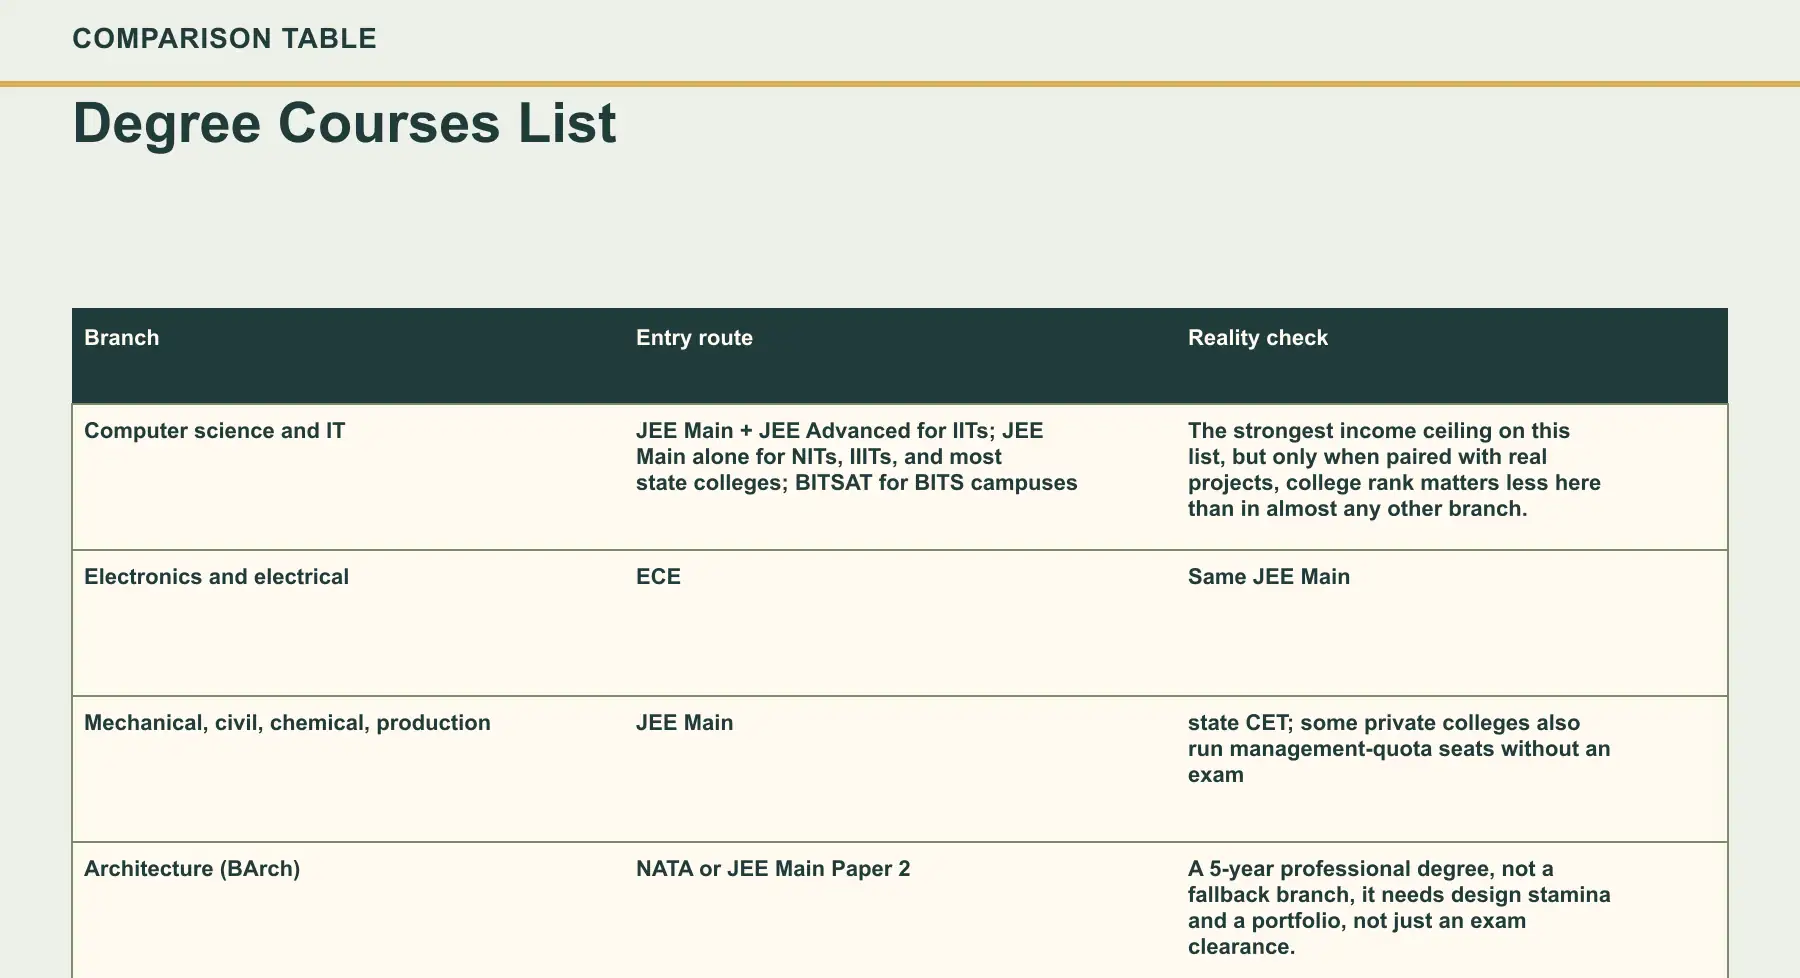 COMPARISON TABLE
Degree Courses List
Branch
Entry route
Reality check
Computer science and IT
JEE Main + JEE Advanced for IITs; JEE
Main alone for NITs, IIITs, and most
state colleges; BITSAT for BITS campuses
The strongest income ceiling on this
list, but only when paired with real
projects, college rank matters less here
than in almost any other branch.
Electronics and electrical
ECE
Same JEE Main
Mechanical, civil, chemical, production
JEE Main
state CET; some private colleges also
run management-quota seats without an
exam
Architecture (BArch)
NATA or JEE Main Paper 2
A 5-year professional degree, not a
fallback branch, it needs design stamina
and a portfolio, not just an exam
clearance.